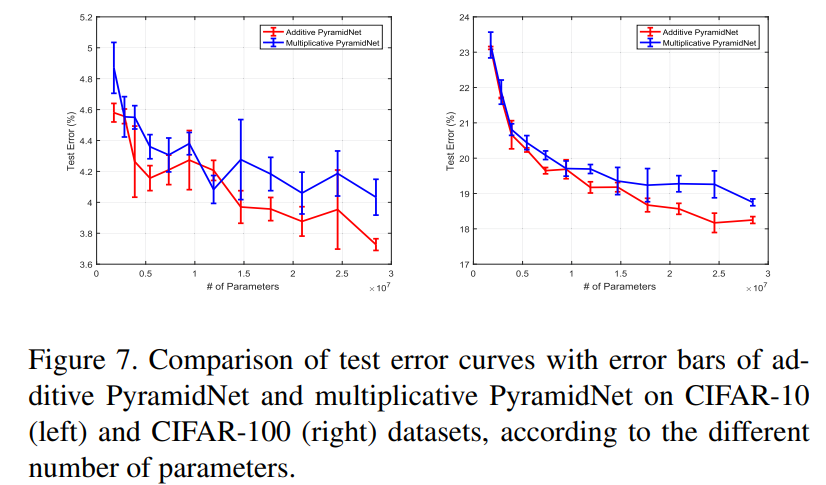 5.2
5
4.8
4.6
4.4
4.2
4
3.8
3.6
Test Error (%)
0 0.5 1 1.5 2 2.5 3
# of Parameters
×10^7
Additive PyramidNet
Multiplicative PyramidNet
24
23
22
21
20
19
18
17
Test Error (%)
0 0.5 1 1.5 2 2.5 3
# of Parameters
×10^7
Additive PyramidNet
Multiplicative PyramidNet
Figure 7. Comparison of test error curves with error bars of ad-
ditive PyramidNet and multiplicative PyramidNet on CIFAR-10
(left) and CIFAR-100 (right) datasets, according to the different
number of parameters.